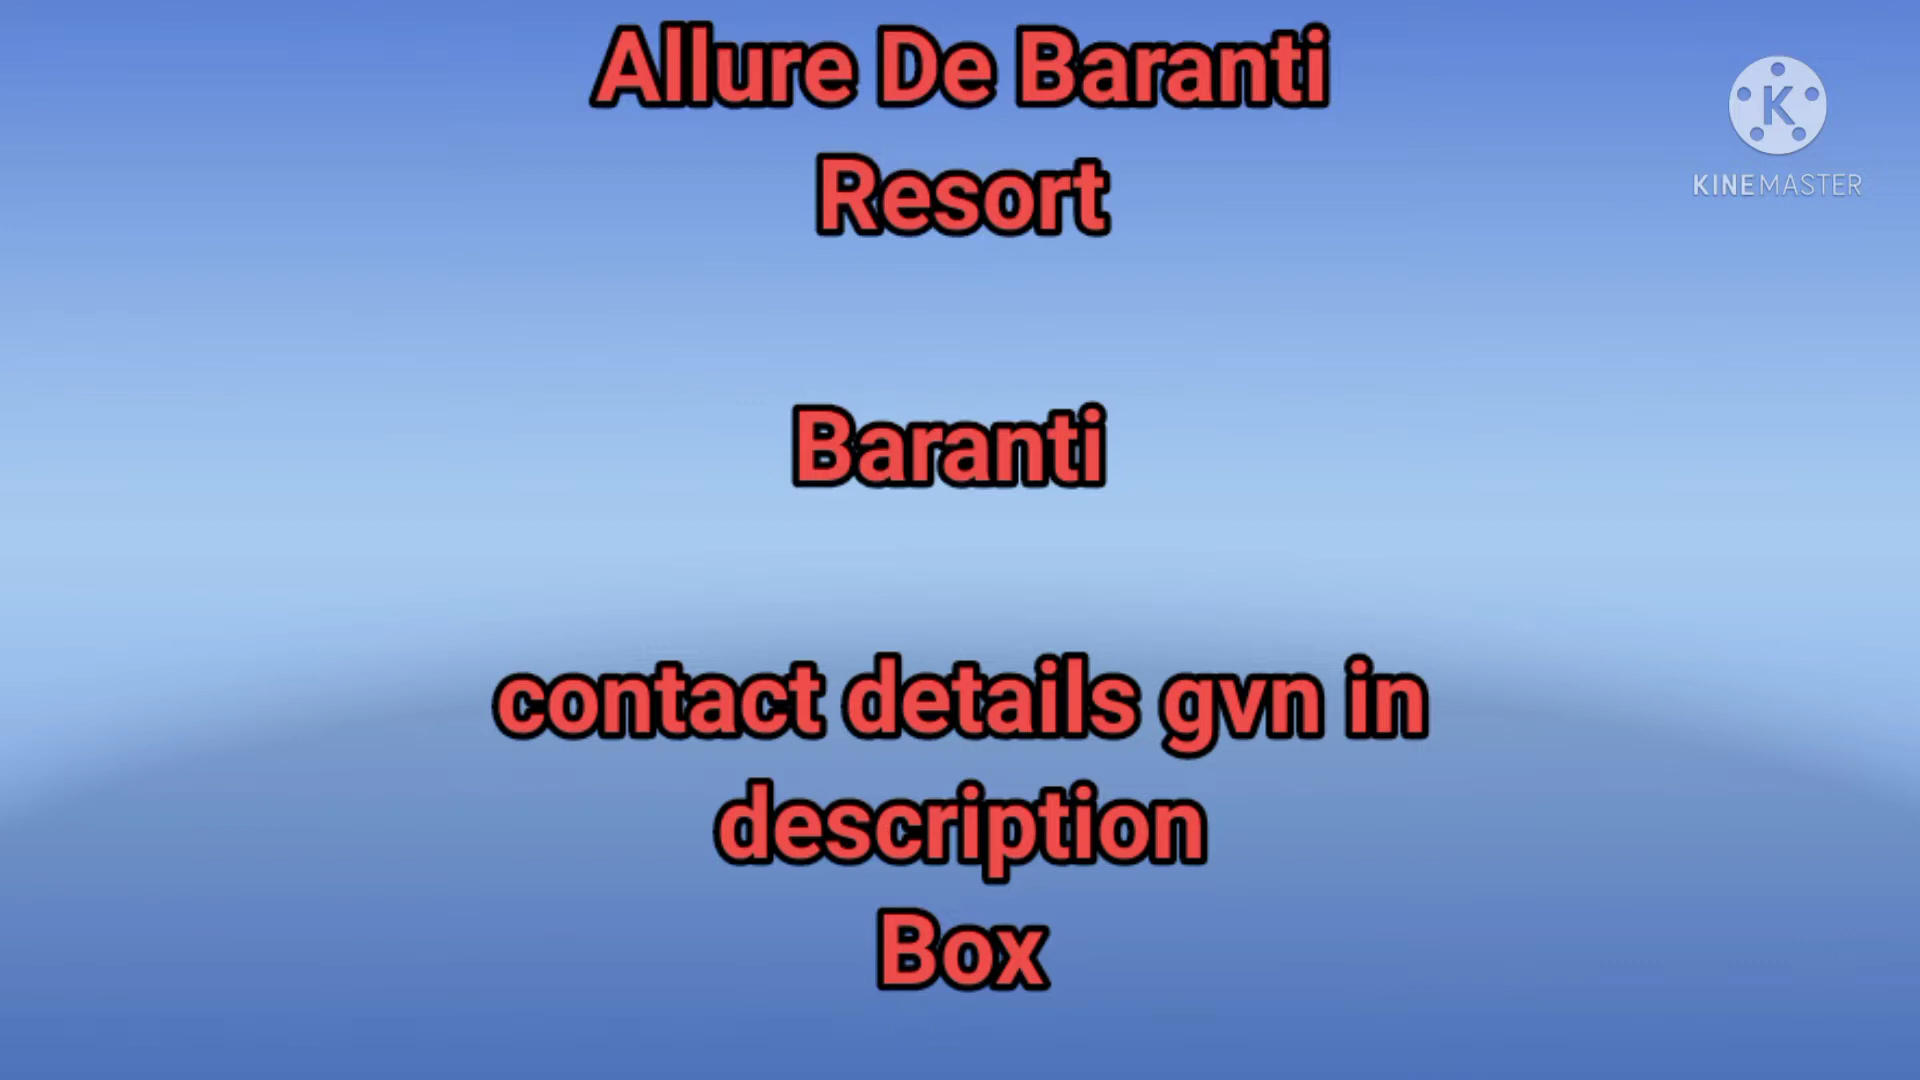 Allure De Baranti
Resort
Baranti
contact details gvn in
description
Box
K
KINEMASTER